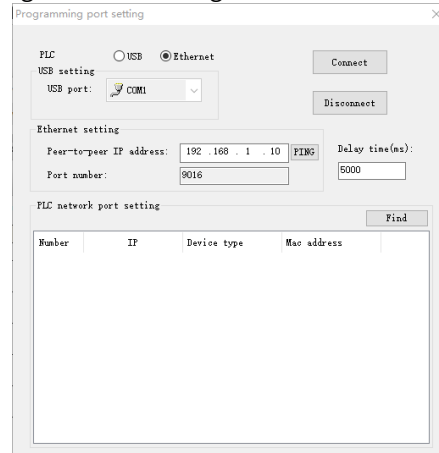 Programming port setting
PLC
USB
Ethernet
Connect
USB setting
USB port:
COM1
Disconnect
Ethernet setting
Peer-to-peer IP address:
192 .168 . 1 . 10
PING
Delay time(ms):
Port number:
9016
5000
PLC network port setting
Find
Number
IP
Device type
Mac address